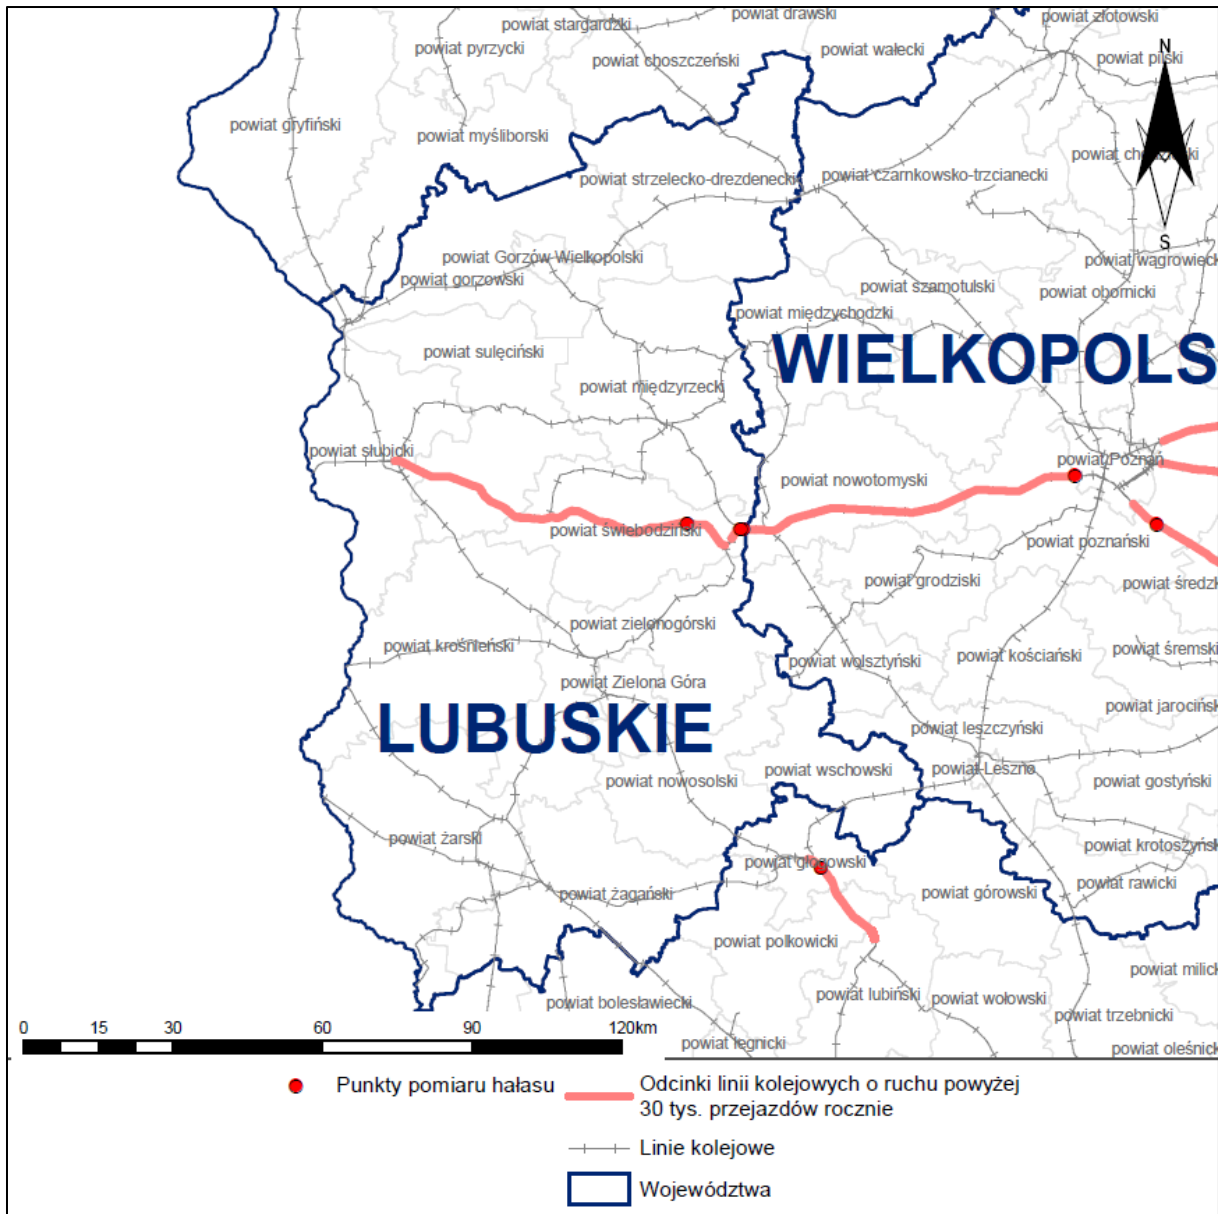 powiat drawski
powiat złotowski
powiat stargardzki
powiat pyrzycki
powiat wałecki
powiat choszczeński
N
powiat pilski
powiat gryfiński
powiat myśliborski
powiat strzelecko-drezdenecki
powiat czarnkowsko-trzcianecki
S
powiat Gorzów Wielkopolski
powiat wągrowieck
powiat gorzowski
powiat szamotulski
powiat obornicki
powiat międzychodzki
powiat sulęciński
WIELKOPOLS
powiat międzyrzecki
powiat słubicki
powiat Poznań
powiat nowotomyski
powiat świebodziński
powiat poznański
powiat grodziski
powiat średzk
powiat zielonogórski
powiat krośnieński
powiat wolsztyński
powiat kościański
powiat śremski
powiat Zielona Góra
powiat jarocińsk
LUBUSKIE
powiat leszczyński
powiat wschowski
powiat Leszno
powiat nowosolski
powiat gostyński
powiat żarski
powiat krotoszyńsk
powiat głogowski
powiat żagański
powiat górowski
powiat rawicki
powiat polkowicki
powiat milick
powiat lubiński
powiat wołowski
powiat bolesławiecki
powiat trzebnicki
powiat legnicki
powiat oleśnick
0 15 30 60 90 120km
Punkty pomiaru hałasu
Odcinki linii kolejowych o ruchu powyżej
30 tys. przejazdów rocznie
Linie kolejowe
Województwa